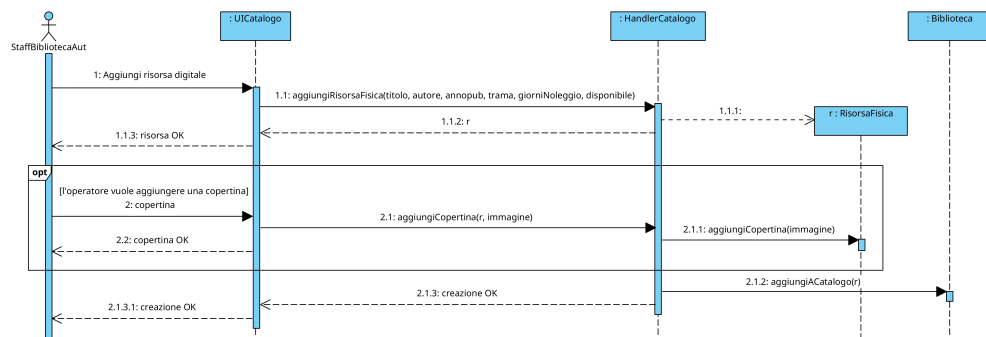 : UICatalogo
: HandlerCatalogo
: Biblioteca
StaffBibliotecaAut
1: Aggiungi risorsa digitale
1.1: aggiungiRisorsaFisica(titolo, autore, annopub, trama, giorniNoleggio, disponibile)
1.1.1:
r : RisorsaFisica
1.1.2: r
1.1.3: risorsa OK
opt
[l'operatore vuole aggiungere una copertina]
2: copertina
2.1: aggiungiCopertina(r, immagine)
2.1.1: aggiungiCopertina(immagine)
2.2: copertina OK
2.1.2: aggiungiACatalogo(r)
2.1.3: creazione OK
2.1.3.1: creazione OK